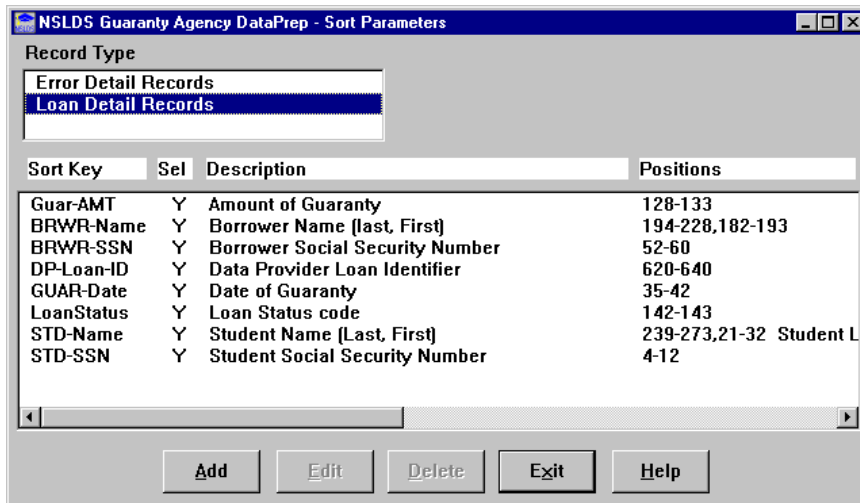 NSLDS Guaranty Agency DataPrep - Sort Parameters
Record Type
Error Detail Records
Loan Detail Records
Sort Key Sel Description Positions
Guar-AMT Y Amount of Guaranty 128-133
BRWR-Name Y Borrower Name (last, First) 194-228,182-193
BRWR-SSN Y Borrower Social Security Number 52-60
DP-Loan-ID Y Data Provider Loan Identifier 620-640
GUAR-Date Y Date of Guaranty 35-42
LoanStatus Y Loan Status code 142-143
STD-Name Y Student Name (Last, First) 239-273,21-32 Student L
STD-SSN Y Student Social Security Number 4-12
Add Edit Delete Exit Help